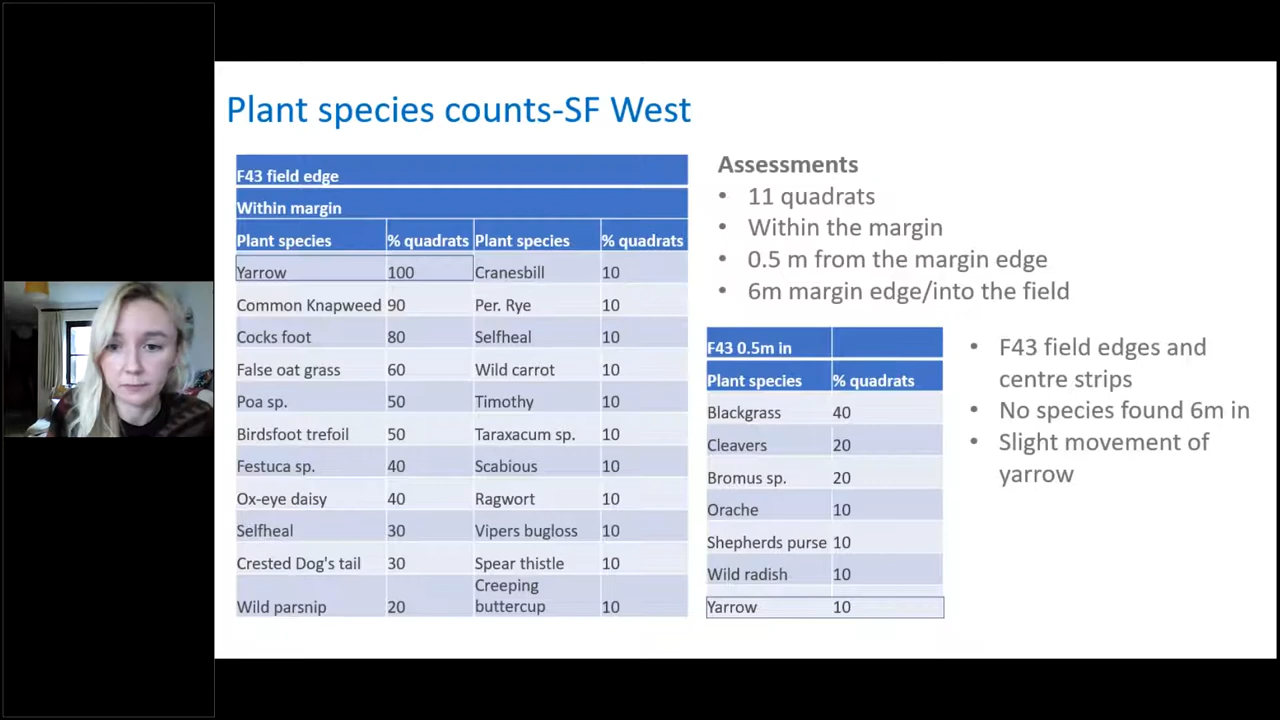 Plant species counts-SF West
F43 field edge
Within margin
Plant species % quadrats Plant species % quadrats
Yarrow 100 Cranesbill 10
Common Knapweed 90 Per. Rye 10
Cocks foot 80 Selfheal 10
False oat grass 60 Wild carrot 10
Poa sp. 50 Timothy 10
Birdsfoot trefoil 50 Taraxacum sp. 10
Festuca sp. 40 Scabious 10
Ox-eye daisy 40 Ragwort 10
Selfheal 30 Vipers bugloss 10
Crested Dog's tail 30 Spear thistle 10
Wild parsnip 20 Creeping buttercup 10
Assessments
• 11 quadrats
• Within the margin
• 0.5 m from the margin edge
• 6m margin edge/into the field
F43 0.5m in
Plant species % quadrats
Blackgrass 40
Cleavers 20
Bromus sp. 20
Orache 10
Shepherds purse 10
Wild radish 10
Yarrow 10
• F43 field edges and
centre strips
• No species found 6m in
• Slight movement of
yarrow